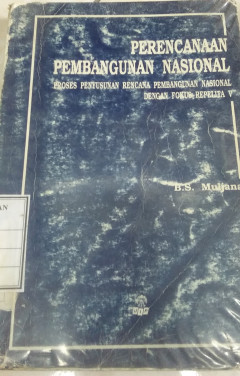 PERENCANAAN
PEMBANGUNAN NASIONAL
PROSES PENYUSUNAN RENCANA PEMBANGUNAN NASIONAL
DENGAN FOKUS REPELITA V
B.S. Muljana